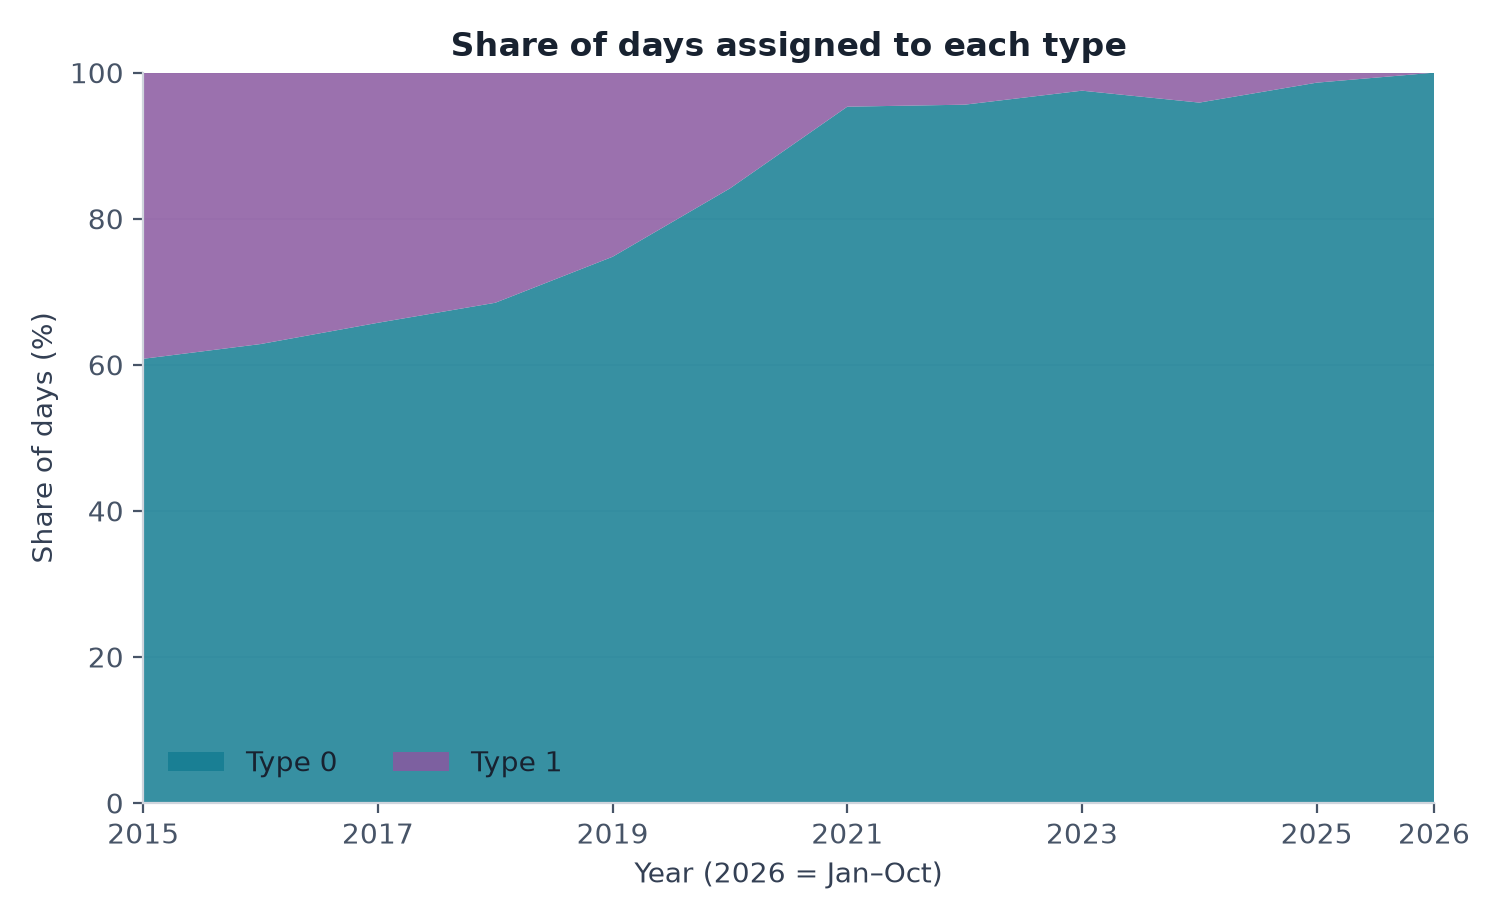 Share of days assigned to each type
Share of days (%)
100
80
60
40
20
0
Type 0 Type 1
2015 2017 2019 2021 2023 2025 2026
Year (2026 = Jan–Oct)